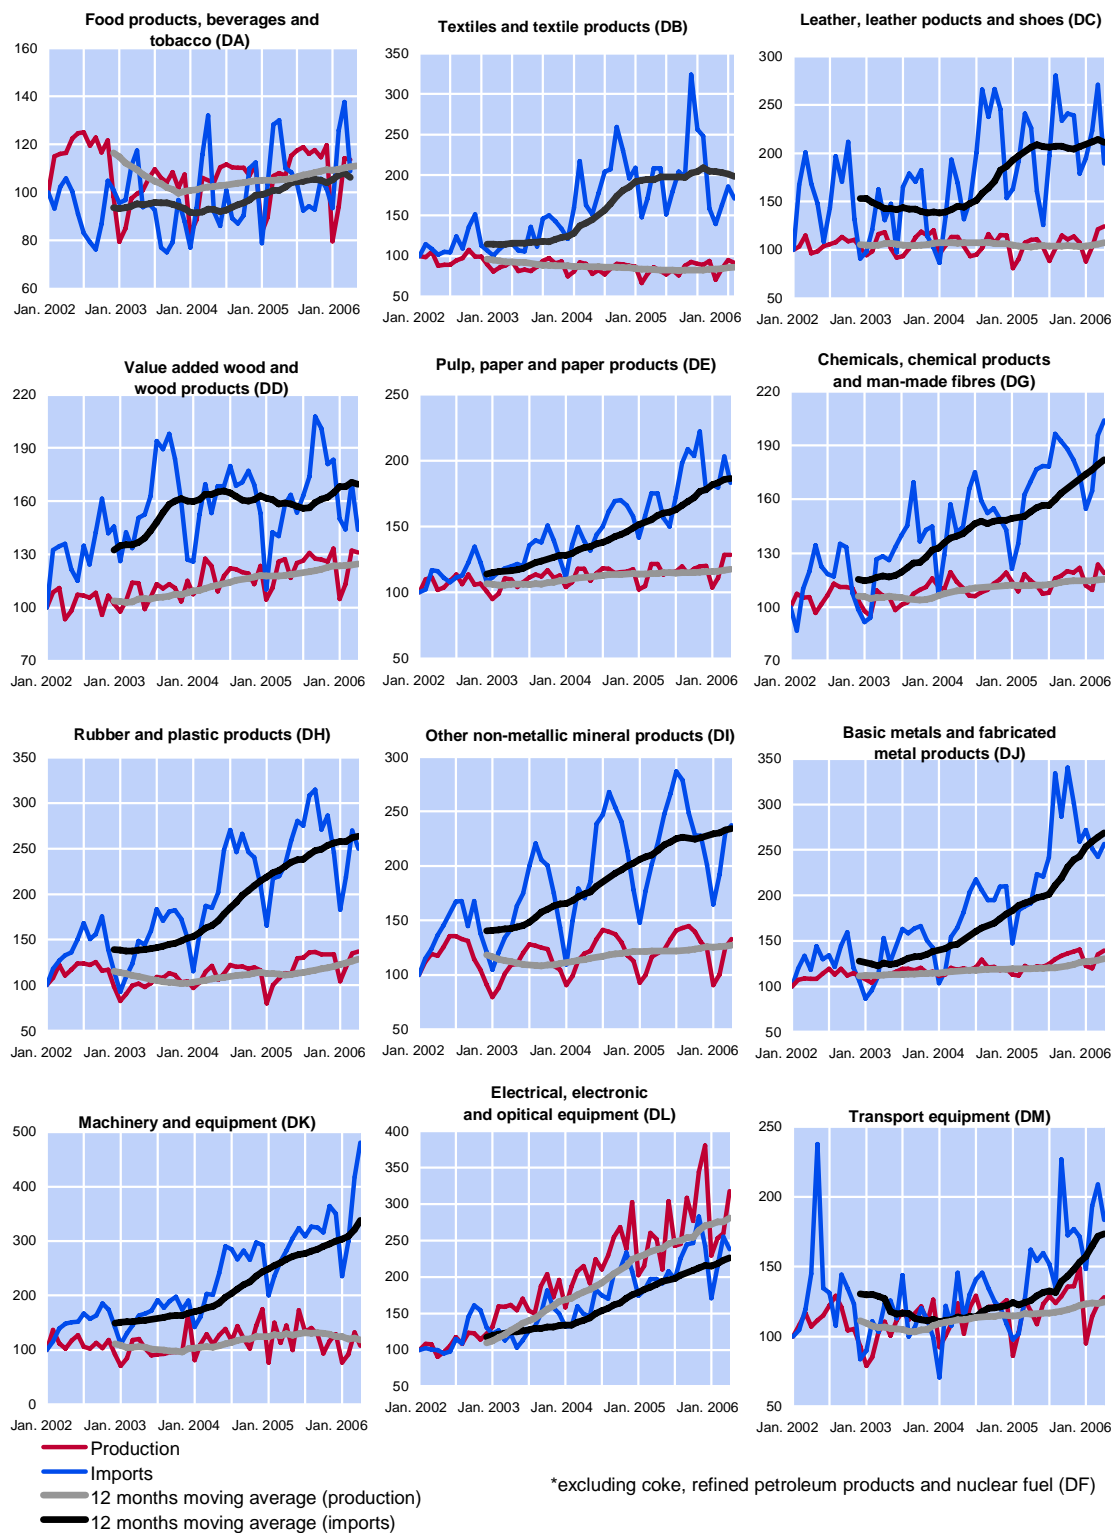 Food products, beverages and
tobacco (DA)
160
140
120
100
80
60
Jan. 2002 Jan. 2003 Jan. 2004 Jan. 2005 Jan. 2006
Textiles and textile products (DB)
350
300
250
200
150
100
50
Jan. 2002 Jan. 2003 Jan. 2004 Jan. 2005 Jan. 2006
Leather, leather poducts and shoes (DC)
300
250
200
150
100
50
Jan. 2002 Jan. 2003 Jan. 2004 Jan. 2005 Jan. 2006
Value added wood and
wood products (DD)
220
190
160
130
100
70
Jan. 2002 Jan. 2003 Jan. 2004 Jan. 2005 Jan. 2006
Pulp, paper and paper products (DE)
250
200
150
100
50
Jan. 2002 Jan. 2003 Jan. 2004 Jan. 2005 Jan. 2006
Chemicals, chemical products
and man-made fibres (DG)
220
190
160
130
100
70
Jan. 2002 Jan. 2003 Jan. 2004 Jan. 2005 Jan. 2006
Rubber and plastic products (DH)
350
300
250
200
150
100
50
Jan. 2002 Jan. 2003 Jan. 2004 Jan. 2005 Jan. 2006
Other non-metallic mineral products (DI)
300
250
200
150
100
50
Jan. 2002 Jan. 2003 Jan. 2004 Jan. 2005 Jan. 2006
Basic metals and fabricated
metal products (DJ)
350
300
250
200
150
100
50
Jan. 2002 Jan. 2003 Jan. 2004 Jan. 2005 Jan. 2006
Machinery and equipment (DK)
500
400
300
200
100
0
Jan. 2002 Jan. 2003 Jan. 2004 Jan. 2005 Jan. 2006
Electrical, electronic
and opitical equipment (DL)
400
350
300
250
200
150
100
50
Jan. 2002 Jan. 2003 Jan. 2004 Jan. 2005 Jan. 2006
Transport equipment (DM)
250
200
150
100
50
Jan. 2002 Jan. 2003 Jan. 2004 Jan. 2005 Jan. 2006
Production
Imports
12 months moving average (production)
12 months moving average (imports)
*excluding coke, refined petroleum products and nuclear fuel (DF)